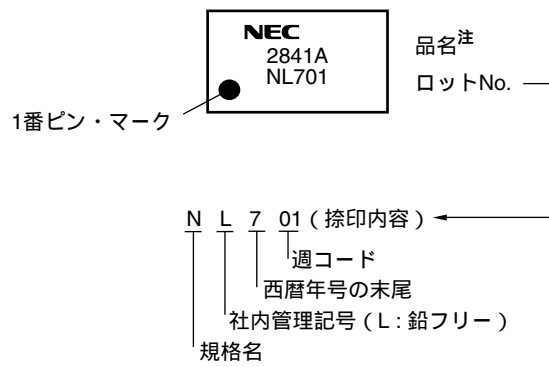 NEC
2841A
NL701
品名注
ロットNo.
1番ピン・マーク
N L 7 01(捺印内容)
週コード
西暦年号の末尾
社内管理記号(L:鉛フリー)
規格名